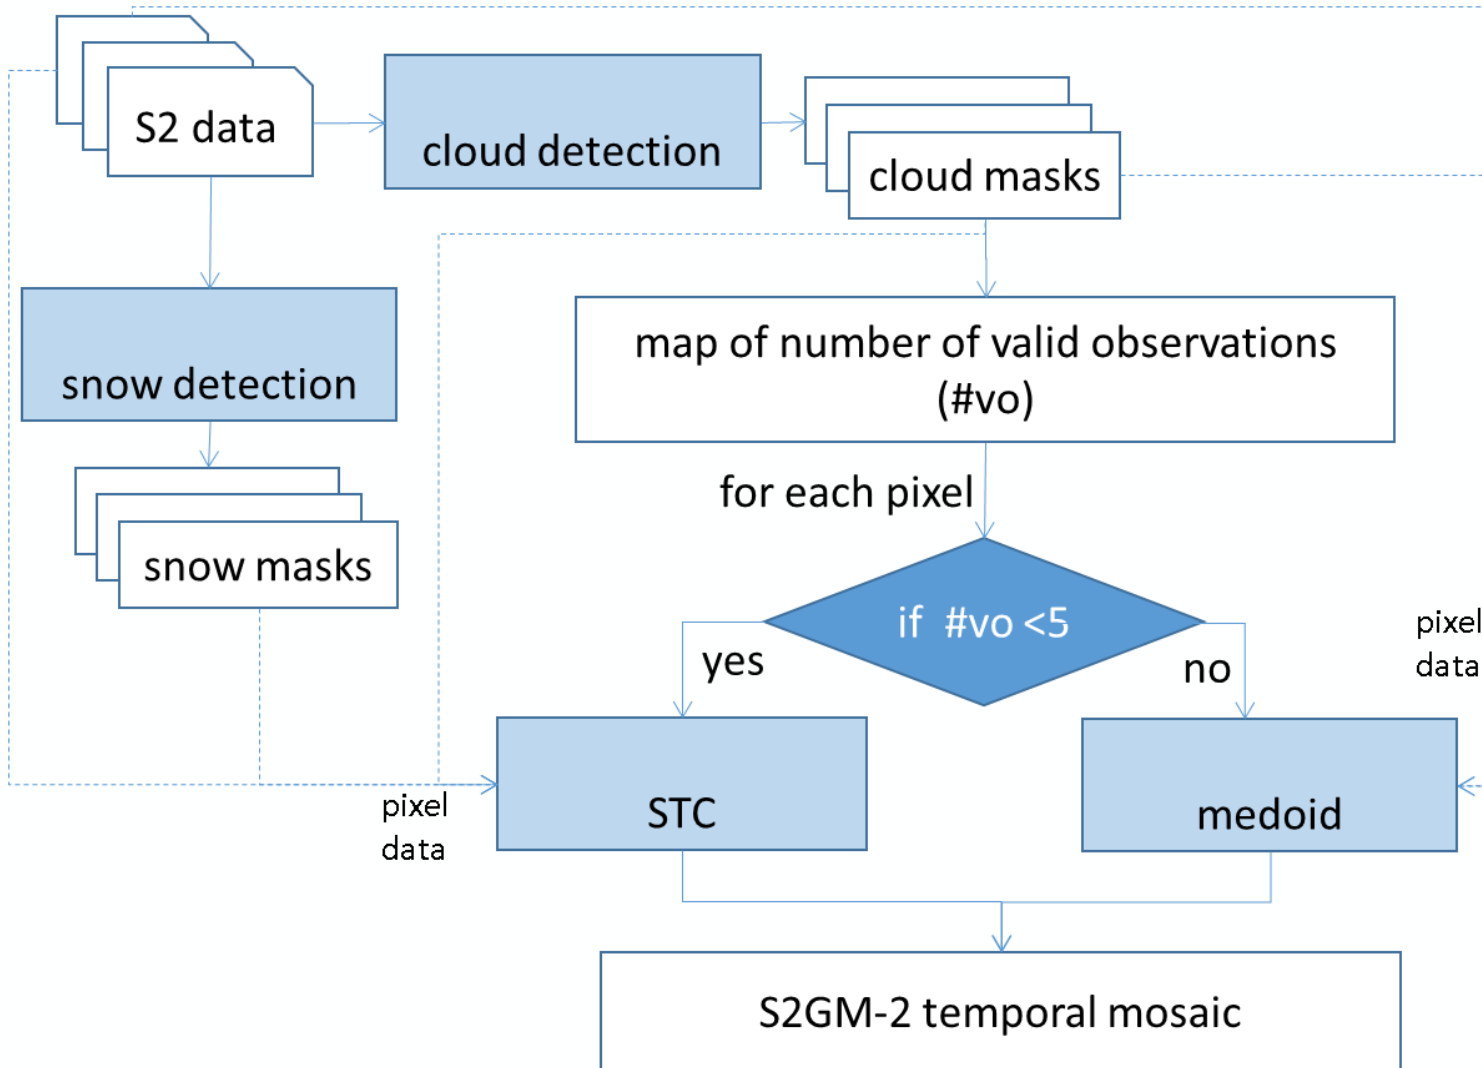 S2 data
cloud detection
cloud masks
snow detection
map of number of valid observations
(#vo)
for each pixel
snow masks
if #vo <5
yes
no
pixel
data
STC
medoid
pixel
data
S2GM-2 temporal mosaic